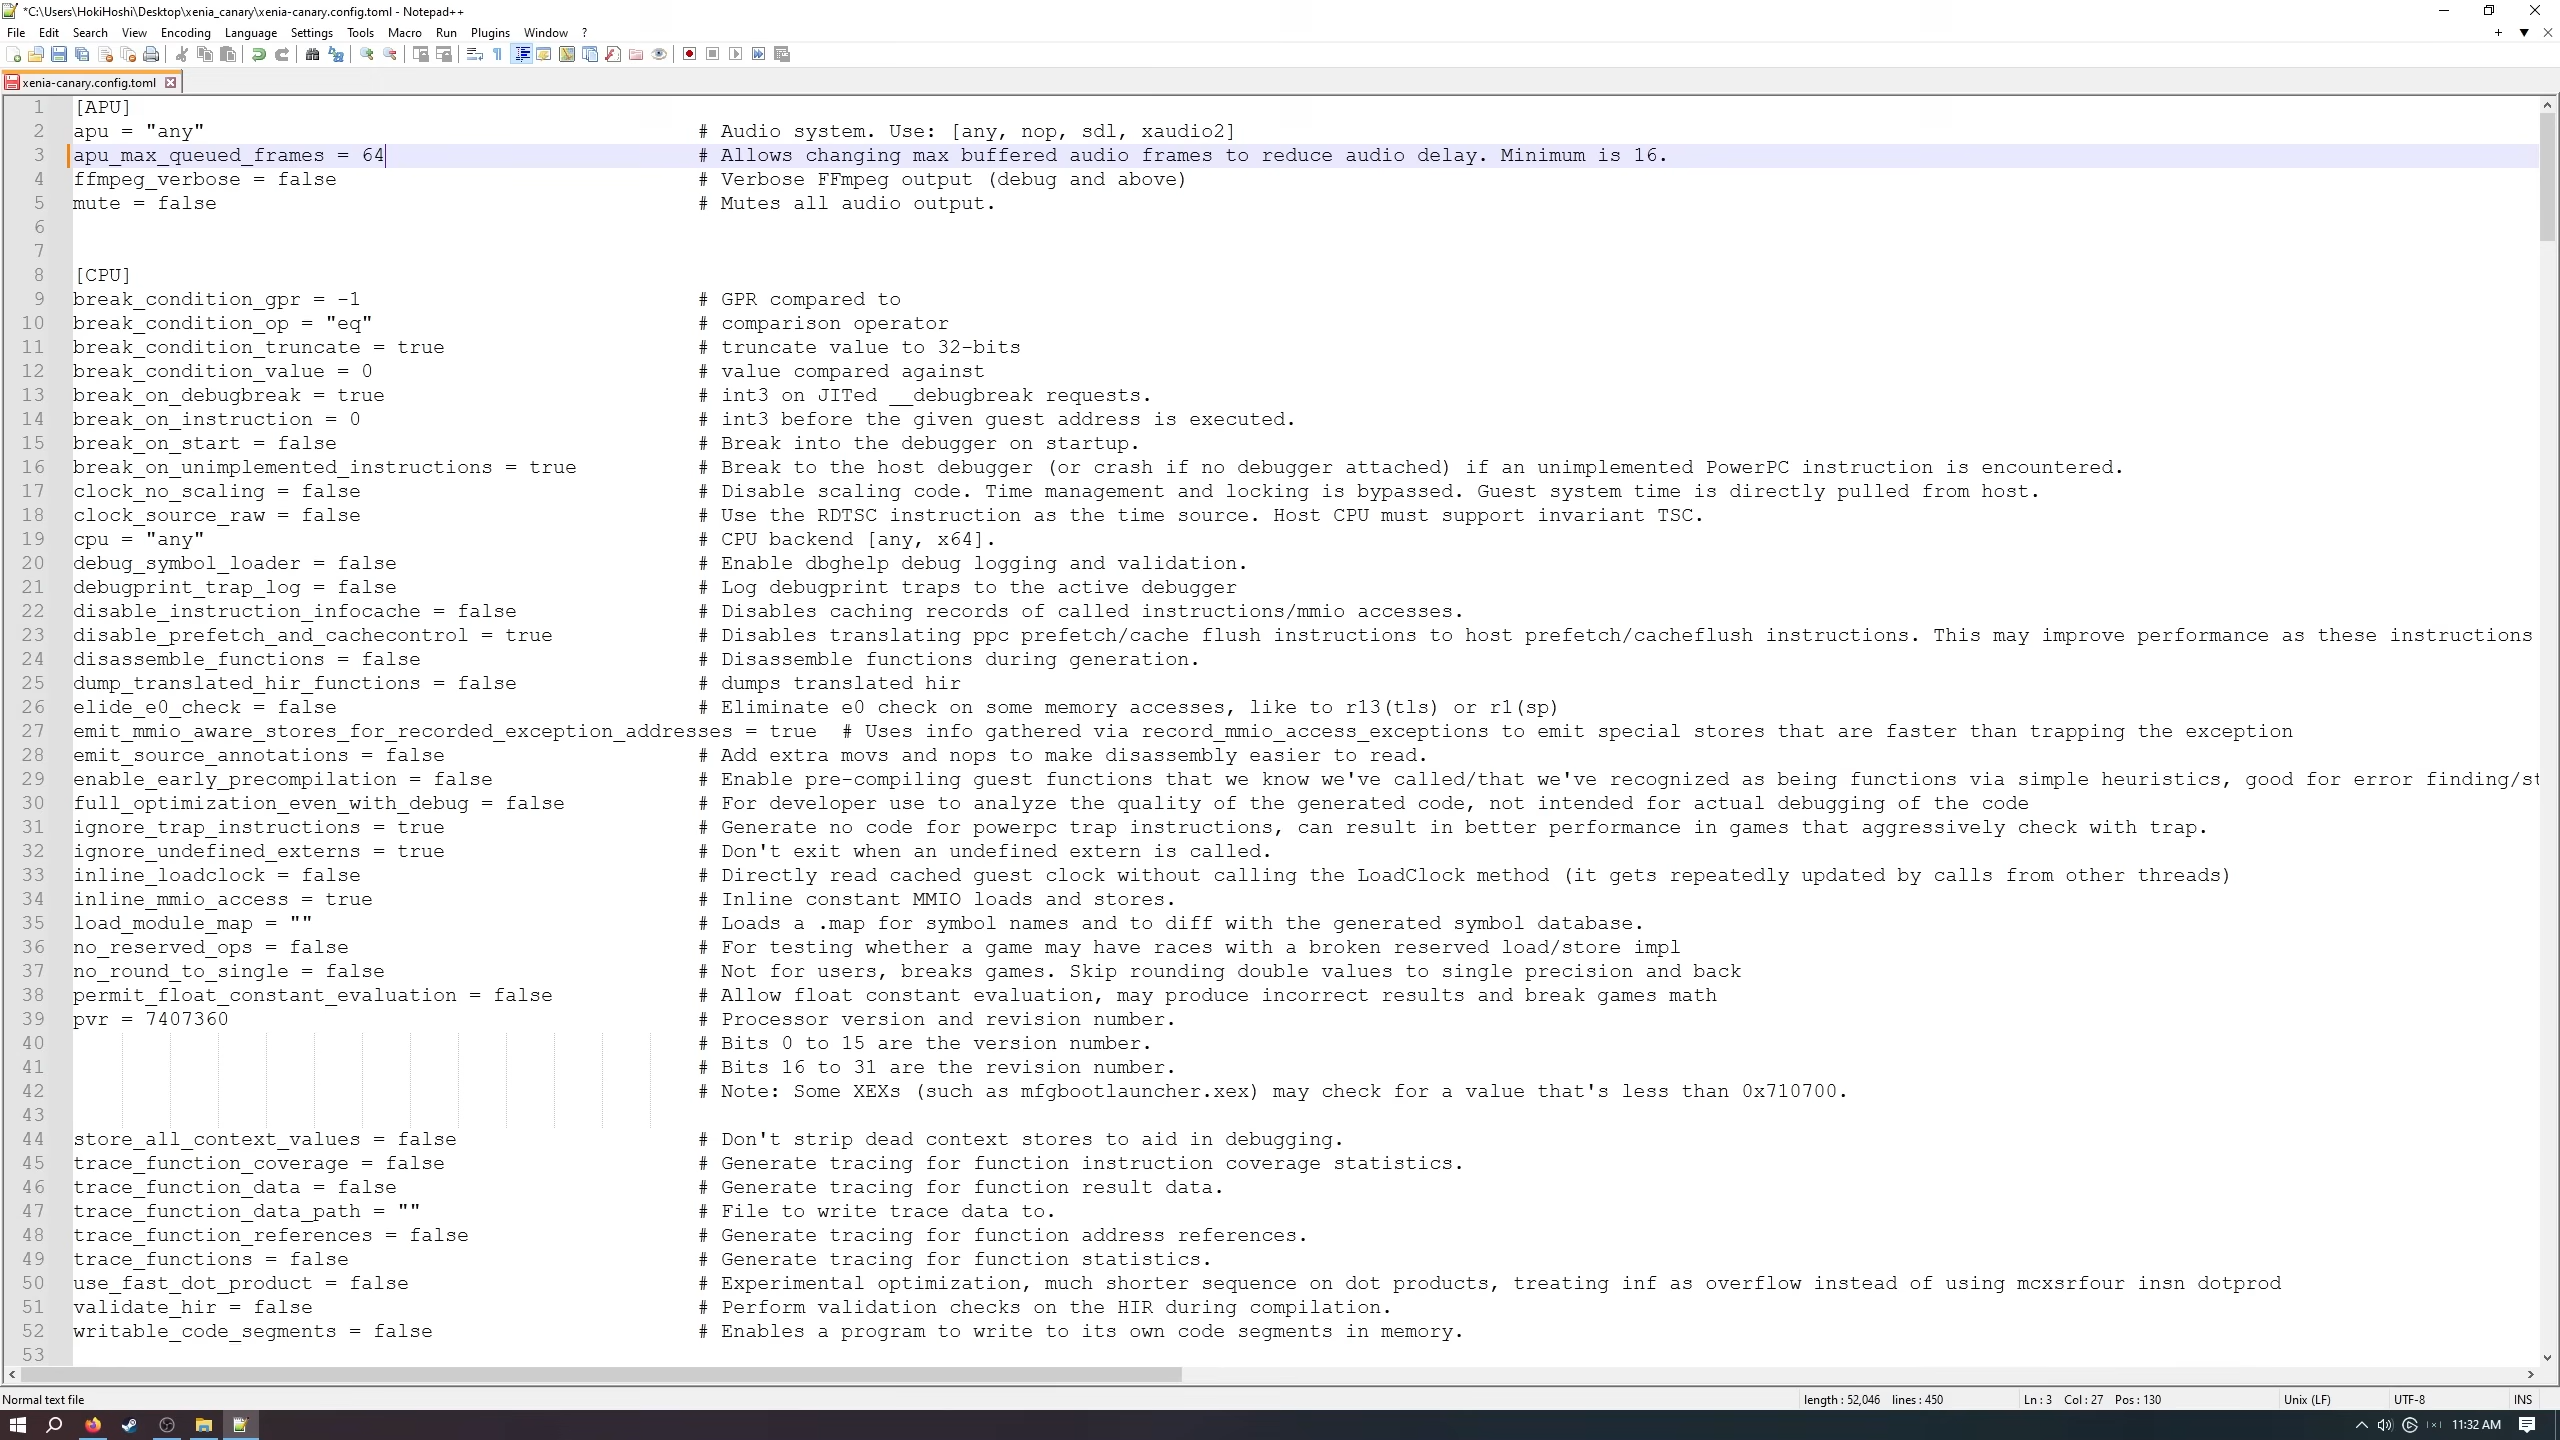 *C:\Users\HokiHoshi\Desktop\xenia_canary\xenia-canary.config.toml - Notepad++
File Edit Search View Encoding Language Settings Tools Macro Run Plugins Window ?
xenia-canary.config.toml
1 [APU]
2 apu = "any" # Audio system. Use: [any, nop, sdl, xaudio2]
3 apu_max_queued_frames = 64 # Allows changing max buffered audio frames to reduce audio delay. Minimum is 16.
4 ffmpeg_verbose = false # Verbose FFmpeg output (debug and above)
5 mute = false # Mutes all audio output.
6
7
8 [CPU]
9 break_condition_gpr = -1 # GPR compared to
10 break_condition_op = "eq" # comparison operator
11 break_condition_truncate = true # truncate value to 32-bits
12 break_condition_value = 0 # value compared against
13 break_on_debugbreak = true # int3 on JITed __debugbreak requests.
14 break_on_instruction = 0 # int3 before the given guest address is executed.
15 break_on_start = false # Break into the debugger on startup.
16 break_on_unimplemented_instructions = true # Break to the host debugger (or crash if no debugger attached) if an unimplemented PowerPC instruction is encountered.
17 clock_no_scaling = false # Disable scaling code. Time management and locking is bypassed. Guest system time is directly pulled from host.
18 clock_source_raw = false # Use the RDTSC instruction as the time source. Host CPU must support invariant TSC.
19 cpu = "any" # CPU backend [any, x64].
20 debug_symbol_loader = false # Enable dbghelp debug logging and validation.
21 debugprint_trap_log = false # Log debugprint traps to the active debugger
22 disable_instruction_infocache = false # Disables caching records of called instructions/mmio accesses.
23 disable_prefetch_and_cachecontrol = true # Disables translating ppc prefetch/cache flush instructions to host prefetch/cacheflush instructions. This may improve performance as these instructions
24 disassemble_functions = false # Disassemble functions during generation.
25 dump_translated_hir_functions = false # dumps translated hir
26 elide_e0_check = false # Eliminate e0 check on some memory accesses, like to r13(tls) or r1(sp)
27 emit_mmio_aware_stores_for_recorded_exception_addresses = true # Uses info gathered via record_mmio_access_exceptions to emit special stores that are faster than trapping the exception
28 emit_source_annotations = false # Add extra movs and nops to make disassembly easier to read.
29 enable_early_precompilation = false # Enable pre-compiling guest functions that we know we've called/that we've recognized as being functions via simple heuristics, good for error finding/st
30 full_optimization_even_with_debug = false # For developer use to analyze the quality of the generated code, not intended for actual debugging of the code
31 ignore_trap_instructions = true # Generate no code for powerpc trap instructions, can result in better performance in games that aggressively check with trap.
32 ignore_undefined_externs = true # Don't exit when an undefined extern is called.
33 inline_loadclock = false # Directly read cached guest clock without calling the LoadClock method (it gets repeatedly updated by calls from other threads)
34 inline_mmio_access = true # Inline constant MMIO loads and stores.
35 load_module_map = "" # Loads a .map for symbol names and to diff with the generated symbol database.
36 no_reserved_ops = false # For testing whether a game may have races with a broken reserved load/store impl
37 no_round_to_single = false # Not for users, breaks games. Skip rounding double values to single precision and back
38 permit_float_constant_evaluation = false # Allow float constant evaluation, may produce incorrect results and break games math
39 pvr = 7407360 # Processor version and revision number.
40 # Bits 0 to 15 are the version number.
41 # Bits 16 to 31 are the revision number.
42 # Note: Some XEXs (such as mfgbootlauncher.xex) may check for a value that's less than 0x710700.
43
44 store_all_context_values = false # Don't strip dead context stores to aid in debugging.
45 trace_function_coverage = false # Generate tracing for function instruction coverage statistics.
46 trace_function_data = false # Generate tracing for function result data.
47 trace_function_data_path = "" # File to write trace data to.
48 trace_function_references = false # Generate tracing for function address references.
49 trace_functions = false # Generate tracing for function statistics.
50 use_fast_dot_product = false # Experimental optimization, much shorter sequence on dot products, treating inf as overflow instead of using mcxsrfour insn dotprod
51 validate_hir = false # Perform validation checks on the HIR during compilation.
52 writable_code_segments = false # Enables a program to write to its own code segments in memory.
53
Normal text file length : 52,046 lines : 450 Ln : 3 Col : 27 Pos : 130 Unix (LF) UTF-8 INS
11:32 AM